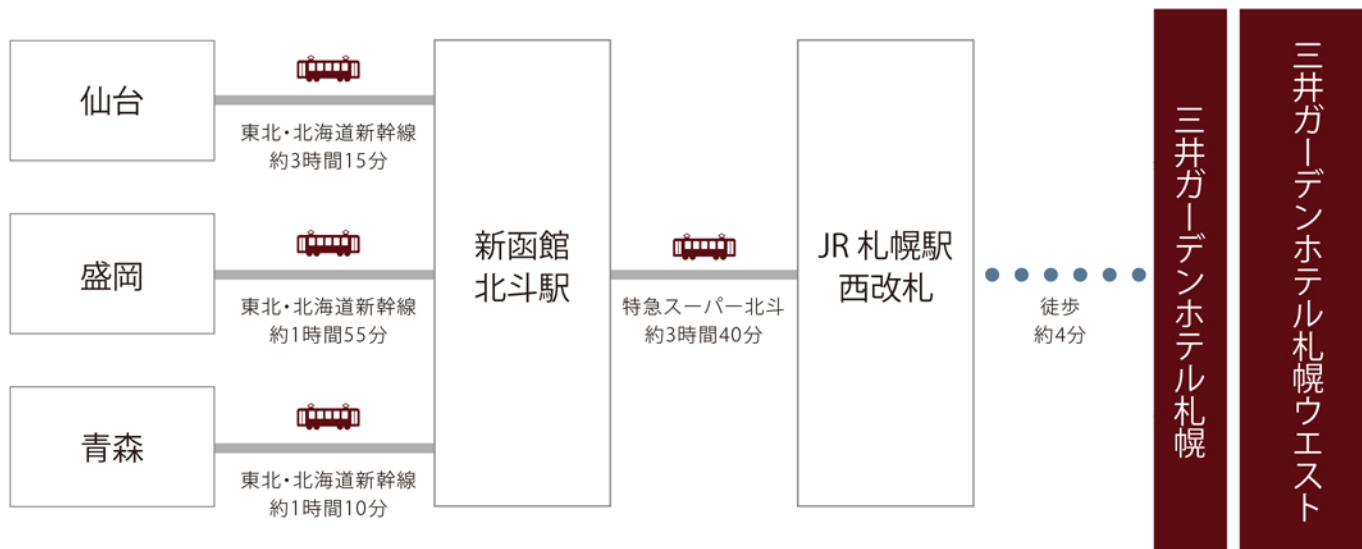 仙台
東北・北海道新幹線
約3時間15分
盛岡
東北・北海道新幹線
約1時間55分
青森
東北・北海道新幹線
約1時間10分
新函館
北斗駅
特急スーパー北斗
約3時間40分
JR 札幌駅
西改札
徒歩
約4分
三井ガーデンホテル札幌
三井ガーデンホテル札幌ウエスト